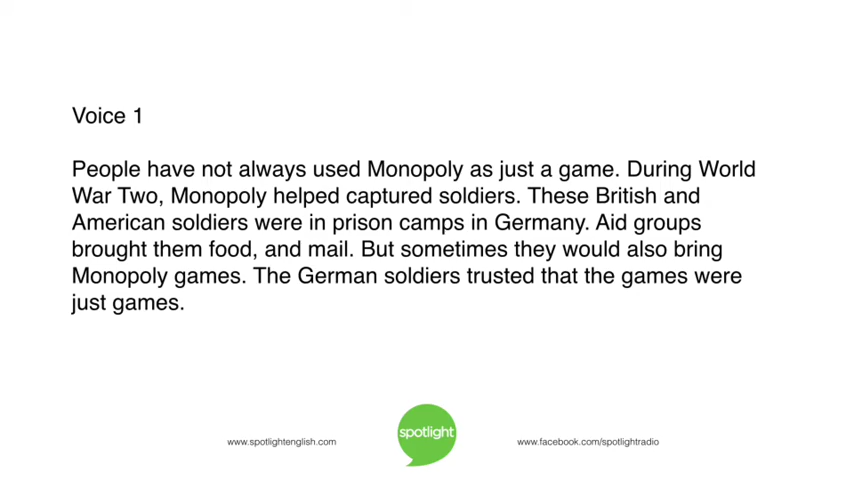 Voice 1
People have not always used Monopoly as just a game. During World
War Two, Monopoly helped captured soldiers. These British and
American soldiers were in prison camps in Germany. Aid groups
brought them food, and mail. But sometimes they would also bring
Monopoly games. The German soldiers trusted that the games were
just games.
www.spotlightenglish.com
spotlight
www.facebook.com/spotlightradio